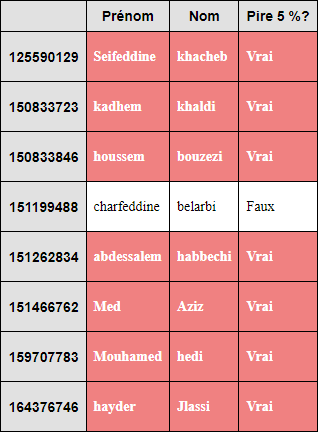 Prénom Nom Pire 5 %?
125590129 Seifeddine khacheb Vrai
150833723 kadhem khaldi Vrai
150833846 houssem bouzezi Vrai
151199488 charfeddine belarbi Faux
151262834 abdessalem habbechi Vrai
151466762 Med Aziz Vrai
159707783 Mouhamed hedi Vrai
164376746 hayder Jlassi Vrai